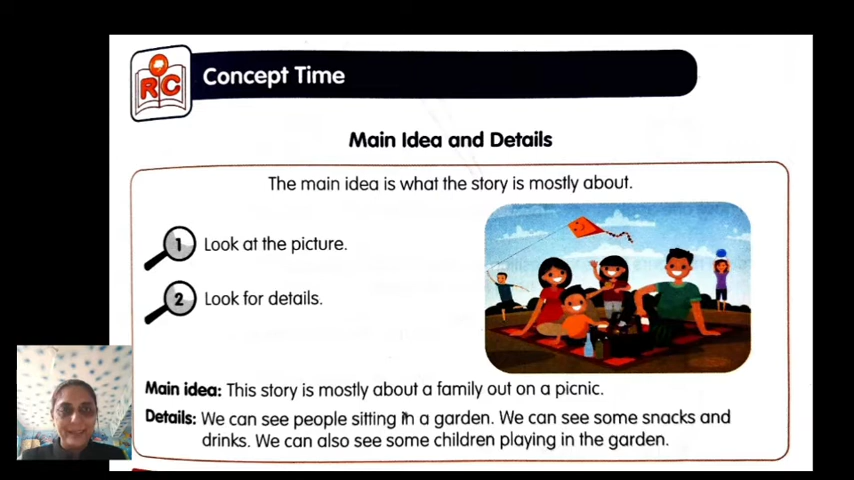 RC
Concept Time
Main Idea and Details
The main idea is what the story is mostly about.
1 Look at the picture.
2 Look for details.
Main idea: This story is mostly about a family out on a picnic.
Details: We can see people sitting in a garden. We can see some snacks and
drinks. We can also see some children playing in the garden.